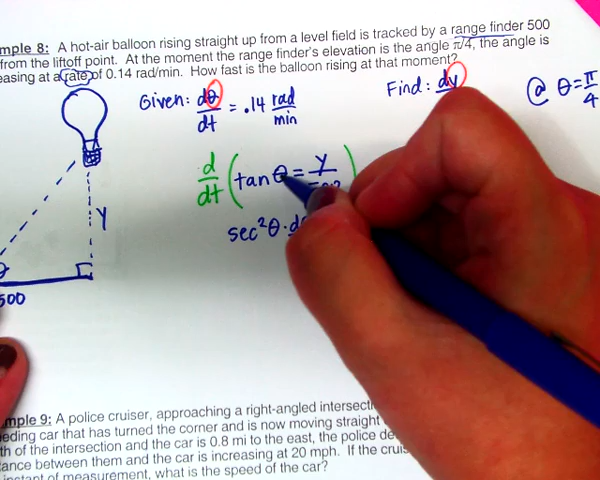 mple 8: A hot-air balloon rising straight up from a level field is tracked by a range finder 500
from the liftoff point. At the moment the range finder's elevation is the angle π/4, the angle is
easing at a rate of 0.14 rad/min. How fast is the balloon rising at that moment?
Given: dθ/dt = .14 rad/min
Find: dy
@ θ = π/4
d/dt (tan θ = y/
sec²θ · d
Y
θ
500
mple 9: A police cruiser, approaching a right-angled intersecti
eding car that has turned the corner and is now moving straight
th of the intersection and the car is 0.8 mi to the east, the police de
ance between them and the car is increasing at 20 mph. If the cruis
instant of measurement, what is the speed of the car?